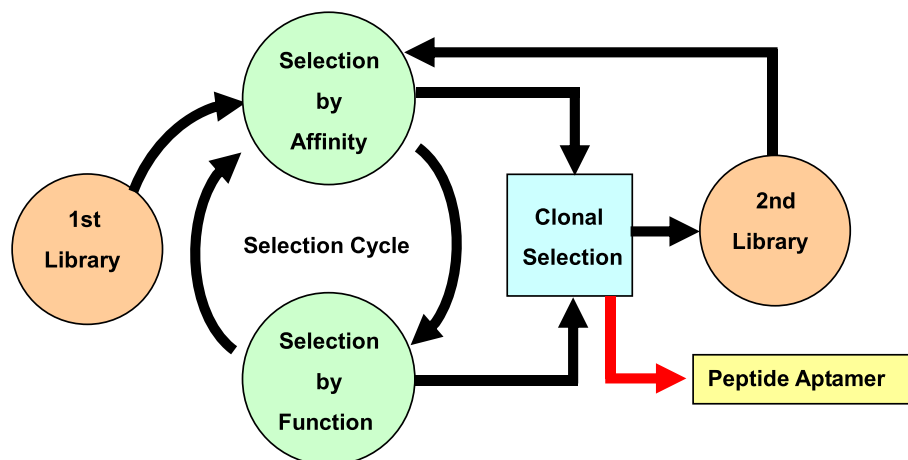 Selection
by
Affinity
1st
Library
Selection Cycle
Clonal
Selection
2nd
Library
Selection
by
Function
Peptide Aptamer